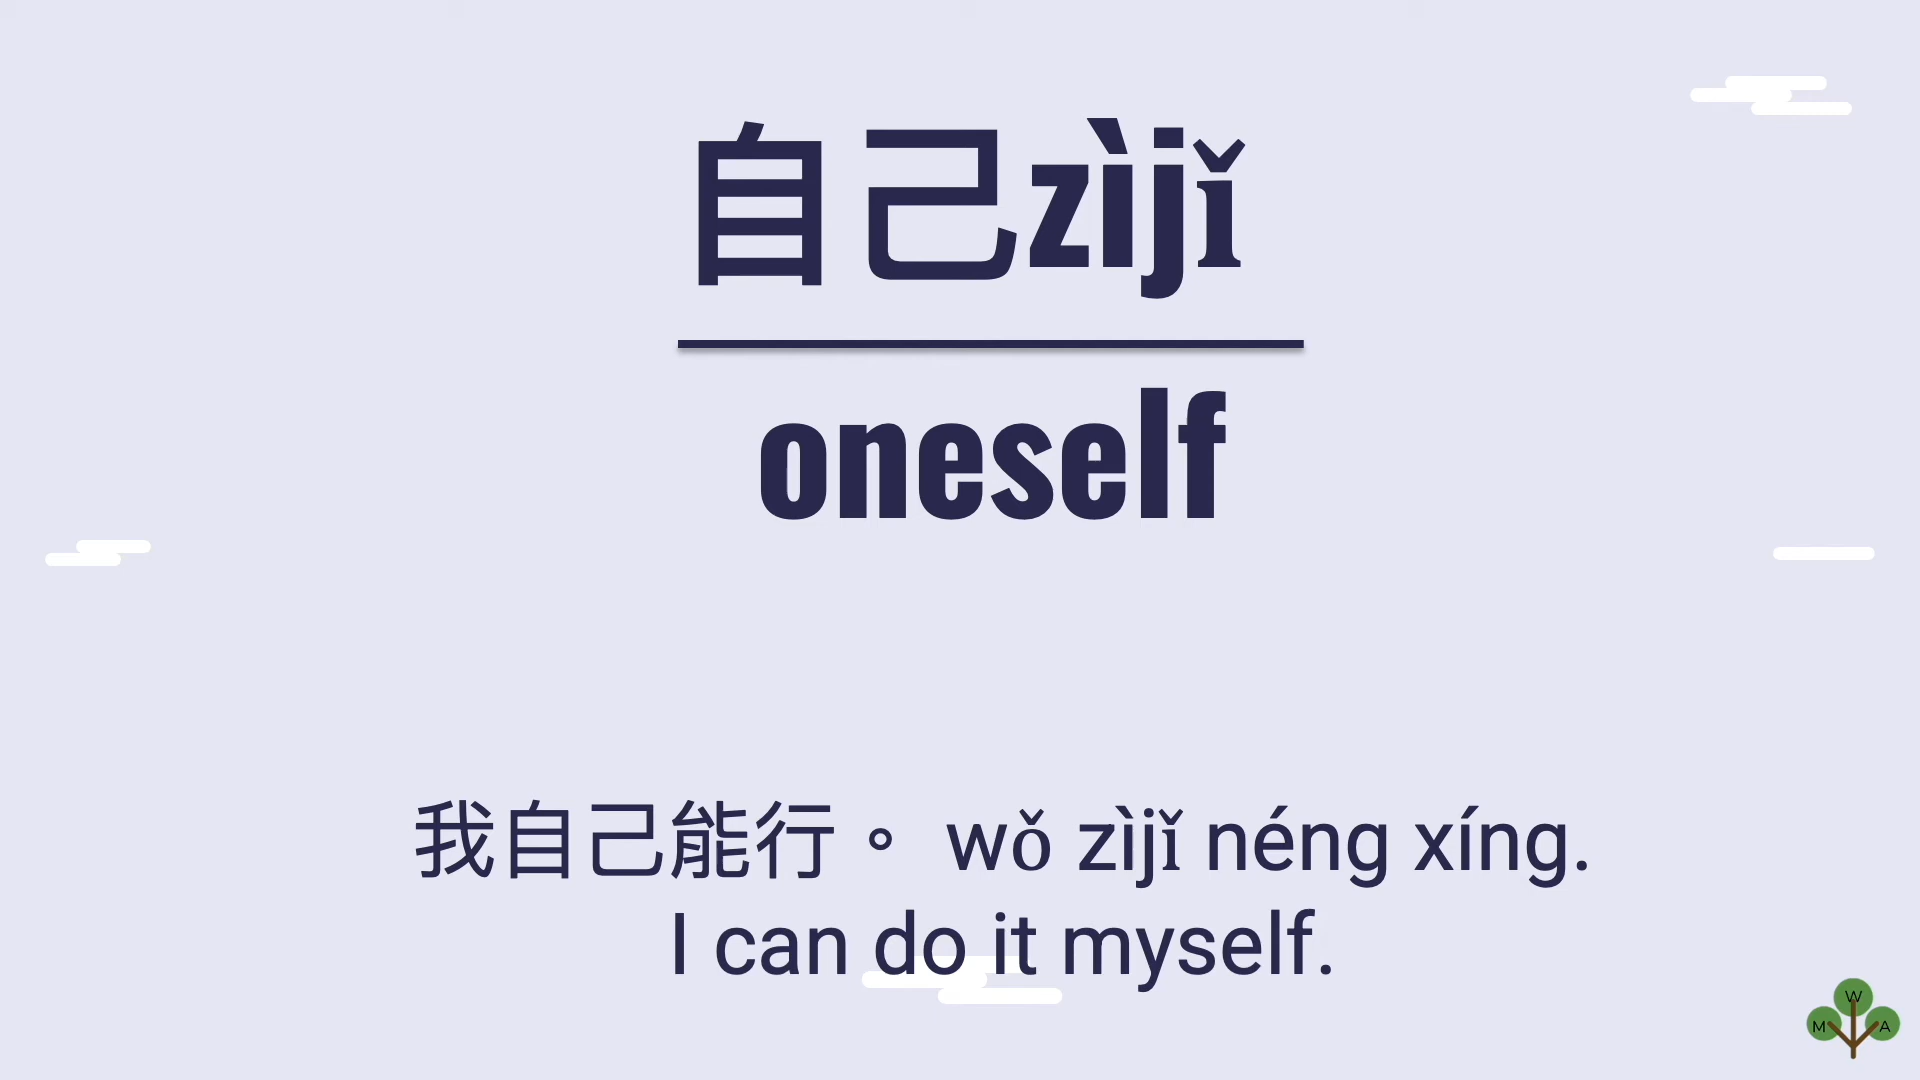 自己zìjǐ
oneself
我自己能行。 wǒ zìjǐ néng xíng.
I can do it myself.
W
M A